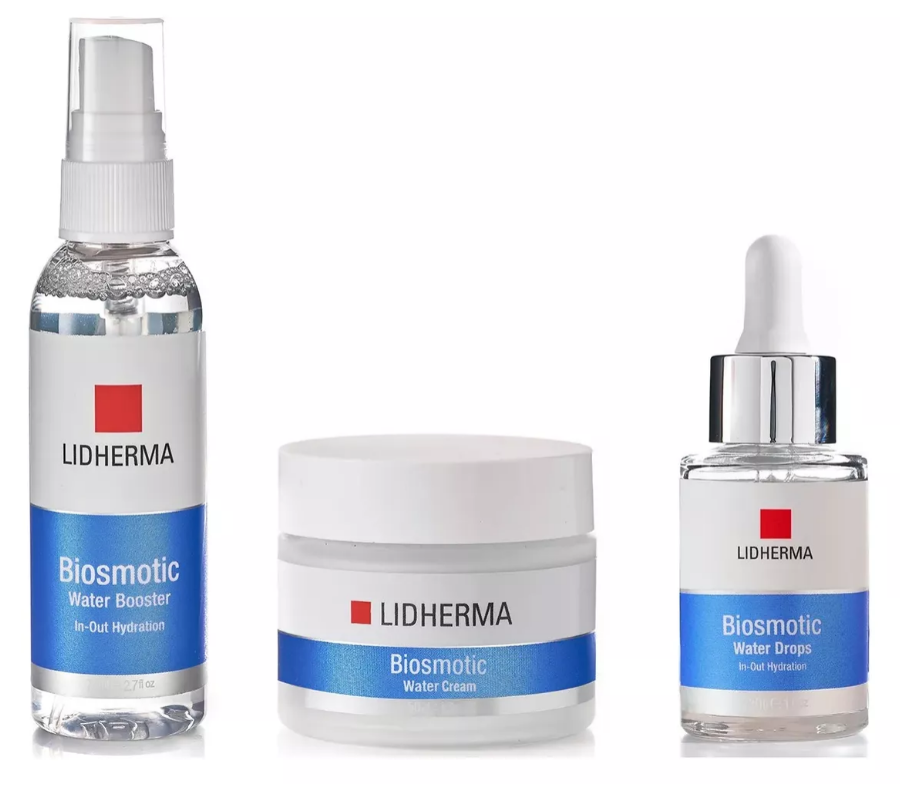 LIDHERMA
Biosmotic
Water Booster
In-Out Hydration
2.7 fl oz
LIDHERMA
Biosmotic
Water Cream
LIDHERMA
Biosmotic
Water Drops
In-Out Hydration